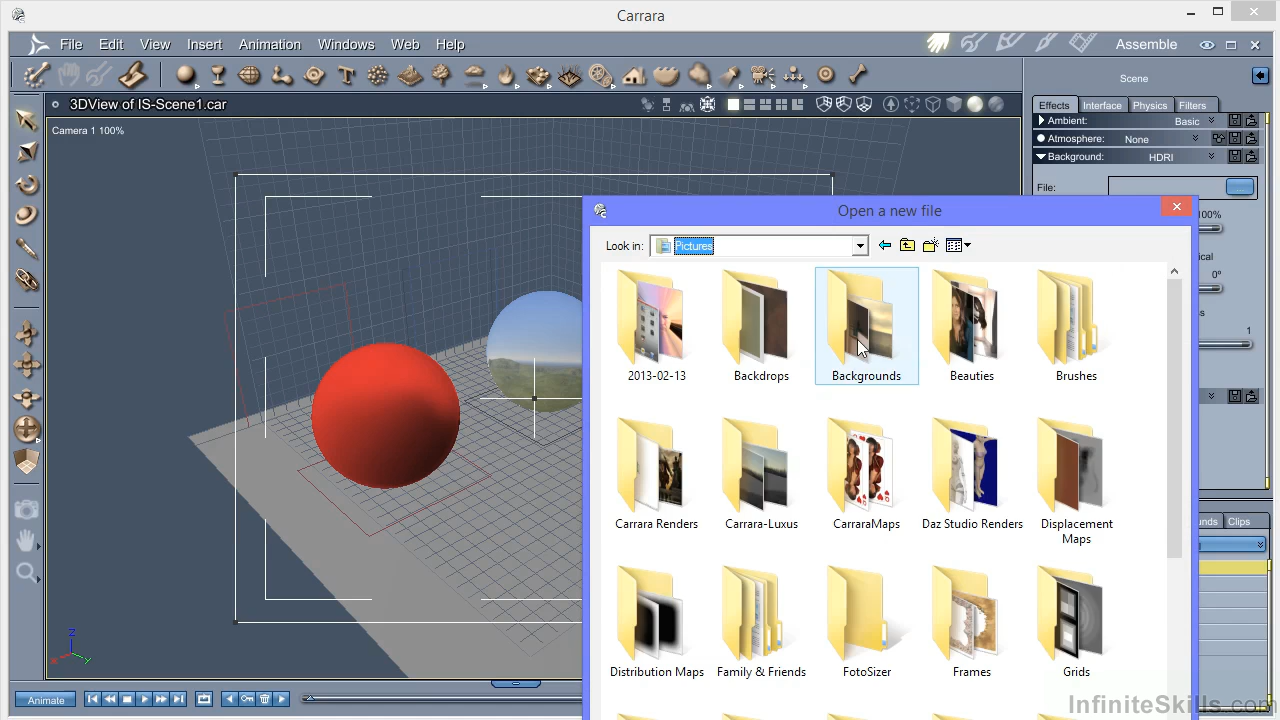 Carrara
File Edit View Insert Animation Windows Web Help
Assemble
Scene
3DView of IS-Scene1.car
Effects Interface Physics Filters
Camera 1 100%
Ambient: Basic
Atmosphere: None
Background: HDRI
File:
Open a new file
100%
Look in: Pictures
0°
1
2013-02-13 Backdrops Backgrounds Beauties Brushes
Carrara Renders Carrara-Luxus CarraraMaps Daz Studio Renders Displacement
Maps
Clips
Z
X Y
Distribution Maps Family & Friends FotoSizer Frames Grids
Animate
InfiniteSkills.com